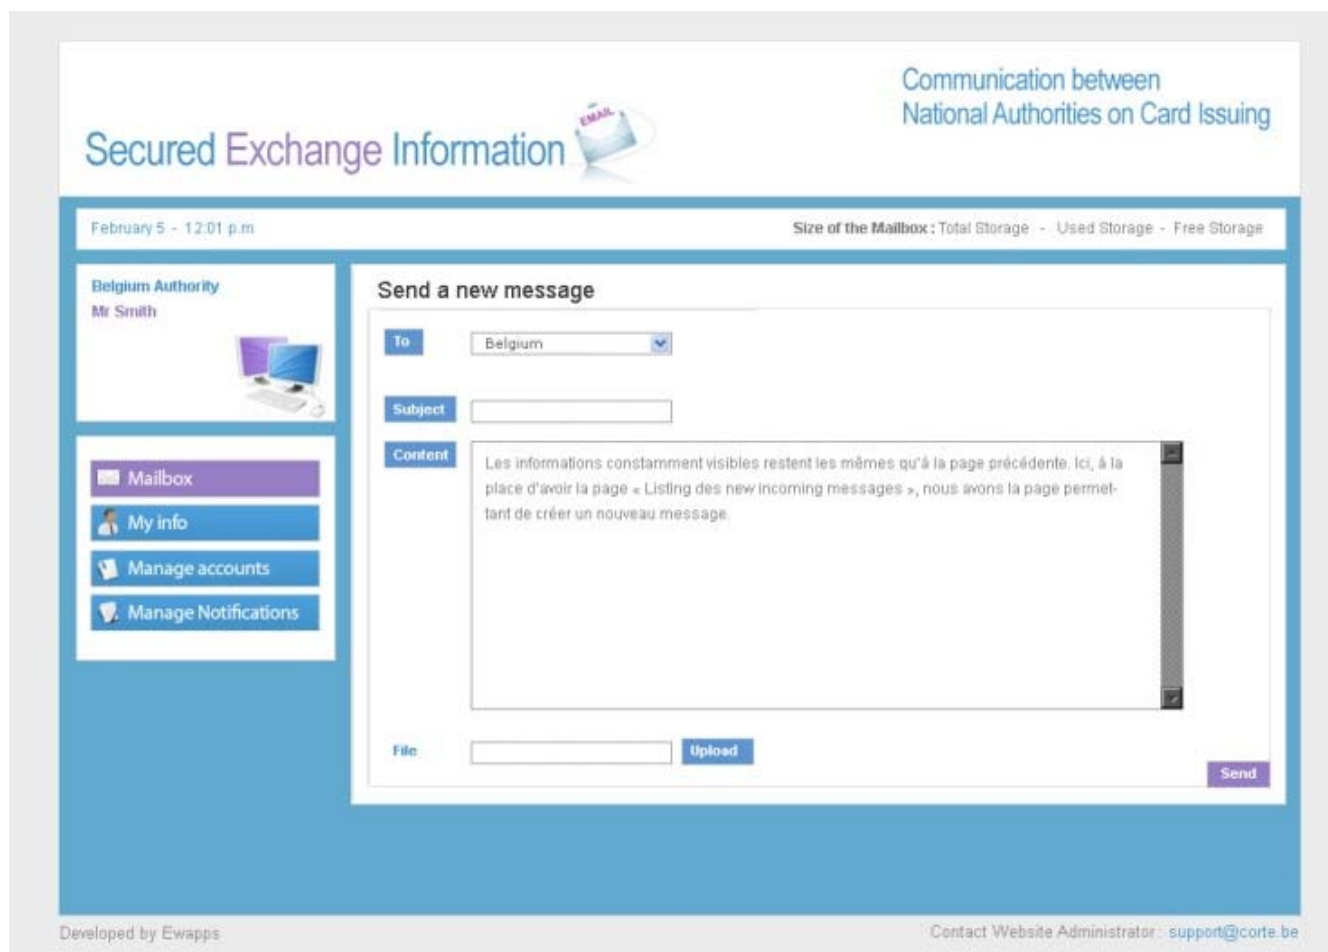 Communication between
National Authorities on Card Issuing
EMAIL
Secured Exchange Information
February 5 - 12:01 p.m
Size of the Mailbox : Total Storage - Used Storage - Free Storage
Belgium Authority
Mr Smith
Mailbox
My info
Manage accounts
Manage Notifications
Send a new message
To Belgium
Subject
Content
Les informations constamment visibles restent les mêmes qu'à la page précédente. Ici, à la
place d'avoir la page « Listing des new incoming messages », nous avons la page permet-
tant de créer un nouveau message.
File Upload
Send
Developed by Ewapps
Contact Website Administrator : support@corte.be